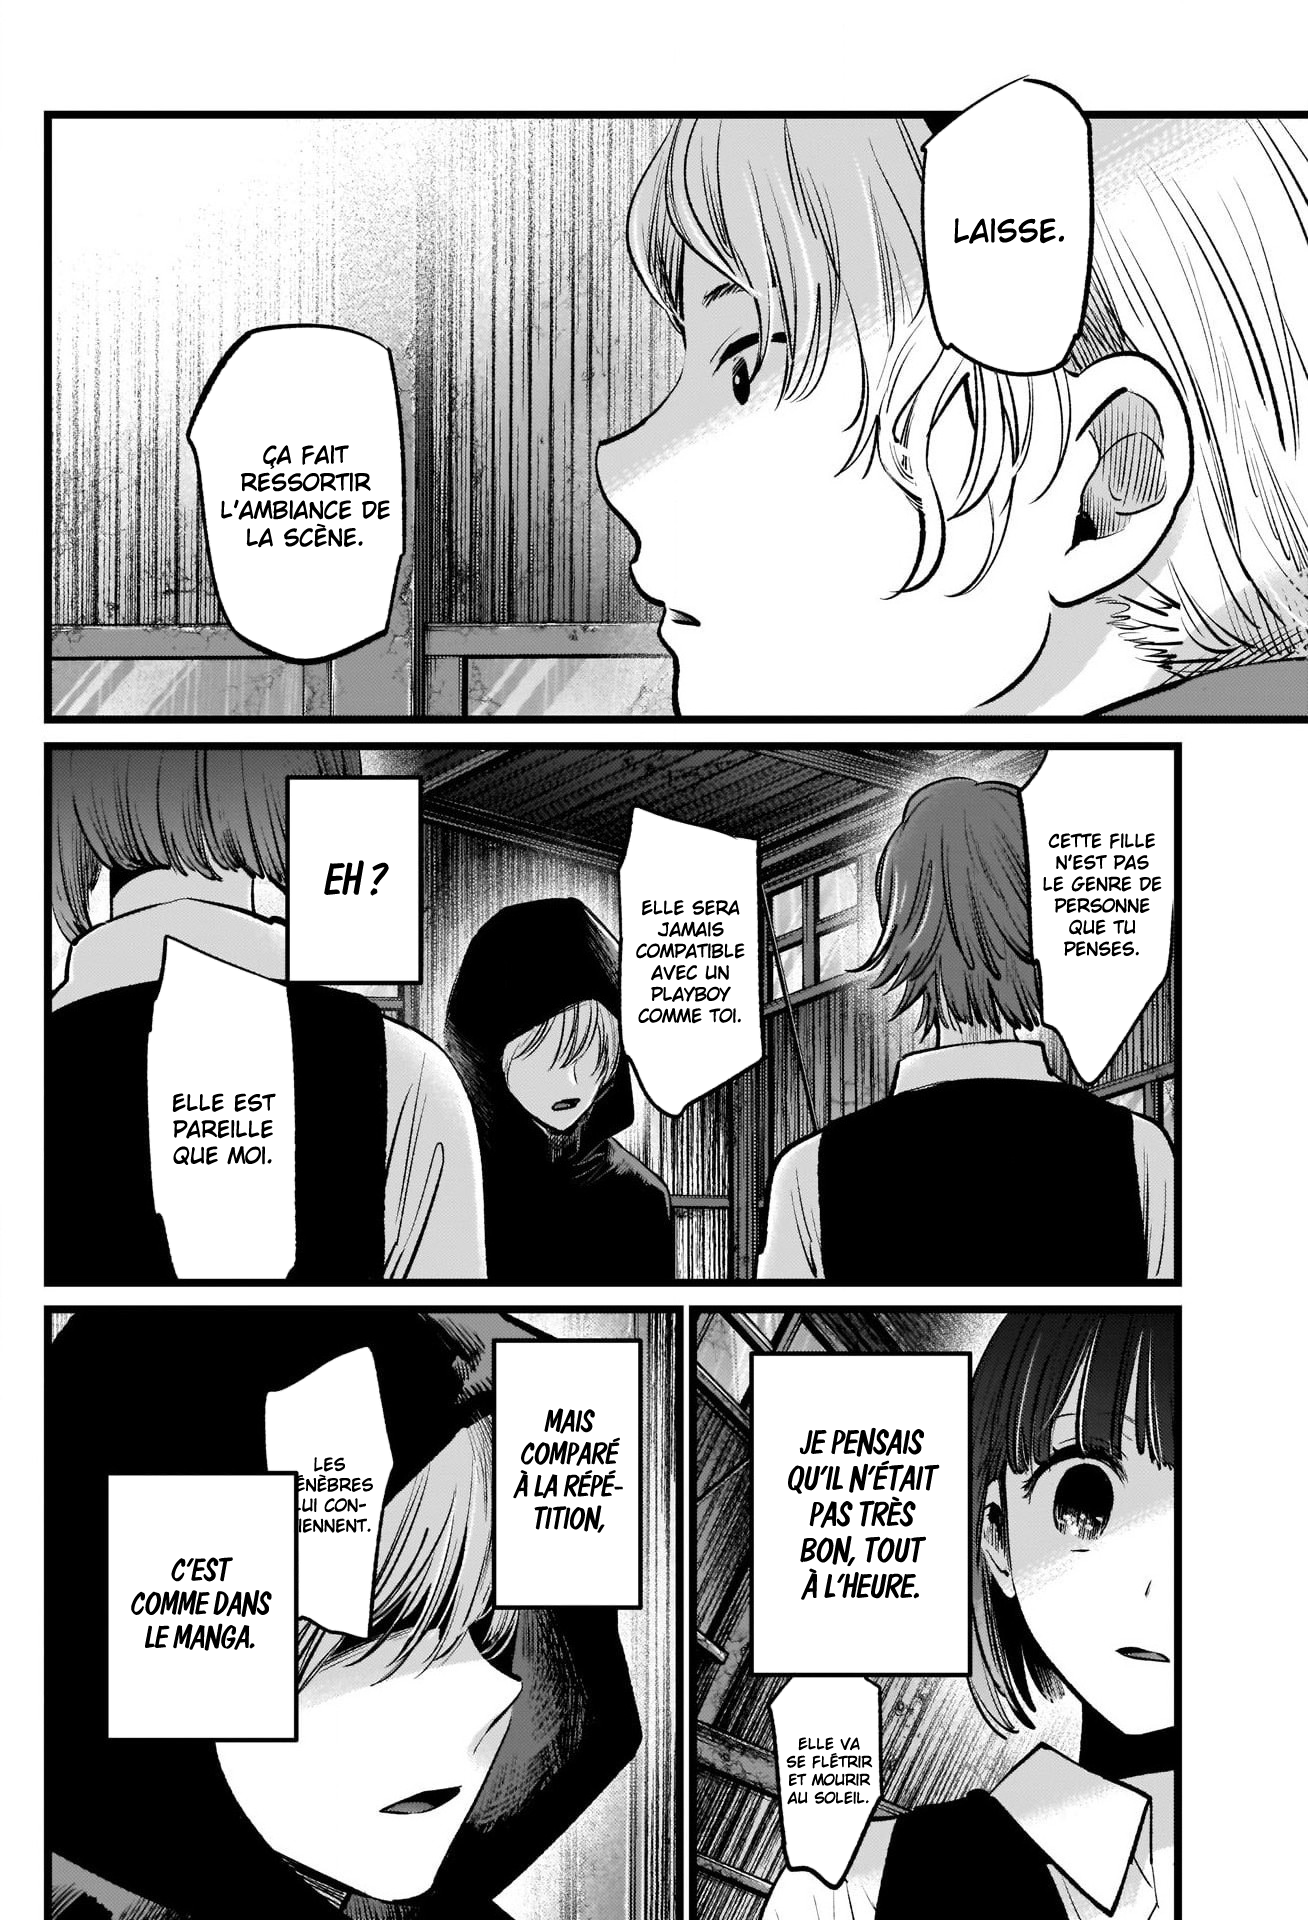 LAISSE.
ÇA FAIT
RESSORTIR
L'AMBIANCE DE
LA SCÈNE.
CETTE FILLE
N'EST PAS
LE GENRE DE
PERSONNE
QUE TU
PENSES.
ELLE SERA
JAMAIS
COMPATIBLE
AVEC UN
PLAYBOY
COMME TOI.
EH ?
ELLE EST
PAREILLE
QUE MOI.
JE PENSAIS
QU'IL N'ÉTAIT
PAS TRÈS
BON, TOUT
À L'HEURE.
ELLE VA
SE FLÉTRIR
ET MOURIR
AU SOLEIL.
MAIS
COMPARÉ
À LA RÉPÉ-
TITION,
LES
ÉNÈBRES
LUI CON-
IENNENT.
C'EST
COMME DANS
LE MANGA.